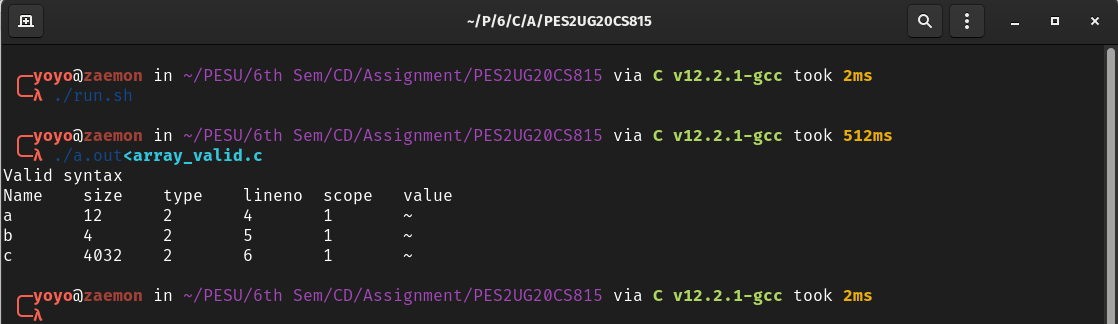 ~/P/6/C/A/PES2UG20CS815
yoyo@zaemon in ~/PESU/6th Sem/CD/Assignment/PES2UG20CS815 via C v12.2.1-gcc took 2ms
λ ./run.sh
yoyo@zaemon in ~/PESU/6th Sem/CD/Assignment/PES2UG20CS815 via C v12.2.1-gcc took 512ms
λ ./a.out<array_valid.c
Valid syntax
Name size type lineno scope value
a 12 2 4 1 ~
b 4 2 5 1 ~
c 4032 2 6 1 ~
yoyo@zaemon in ~/PESU/6th Sem/CD/Assignment/PES2UG20CS815 via C v12.2.1-gcc took 2ms
λ